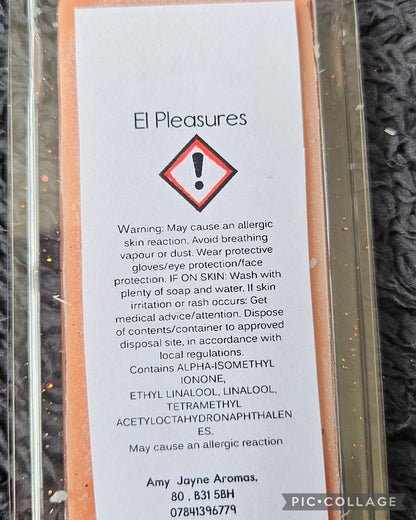 El Pleasures
Warning: May cause an allergic
skin reaction. Avoid breathing
vapour or dust. Wear protective
gloves/eye protection/face
protection. IF ON SKIN: Wash with
plenty of soap and water. If skin
irritation or rash occurs: Get
medical advice/attention. Dispose
of contents/container to approved
disposal site, in accordance with
local regulations.
Contains ALPHA-ISOMETHYL
IONONE,
ETHYL LINALOOL, LINALOOL,
TETRAMETHYL
ACETYLOCTAHYDRONAPHTHALEN
ES.
May cause an allergic reaction
Amy Jayne Aromas,
80 , B31 5BH
07841396779
PIC•COLLAGE